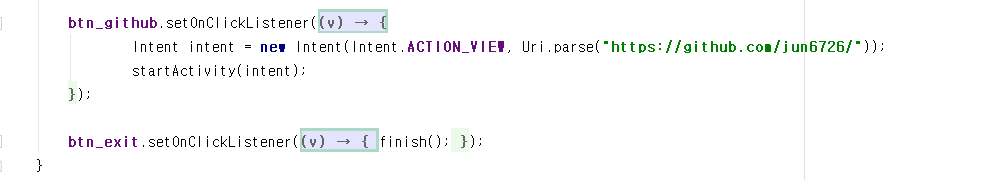 btn_github.setOnClickListener((v) → {
Intent intent = new Intent(Intent.ACTION_VIEW, Uri.parse("https://github.com/jun6726/"));
startActivity(intent);
});
btn_exit.setOnClickListener((v) → { finish(); });
}